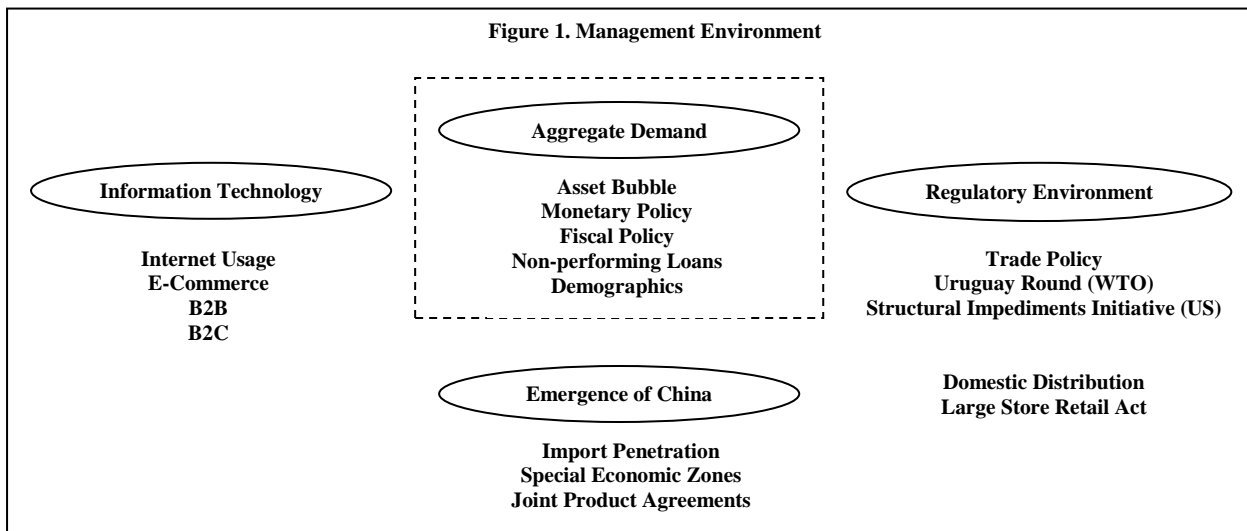 Figure 1. Management Environment
Information Technology
Internet Usage
E-Commerce
B2B
B2C
Aggregate Demand
Asset Bubble
Monetary Policy
Fiscal Policy
Non-performing Loans
Demographics
Emergence of China
Import Penetration
Special Economic Zones
Joint Product Agreements
Regulatory Environment
Trade Policy
Uruguay Round (WTO)
Structural Impediments Initiative (US)
Domestic Distribution
Large Store Retail Act